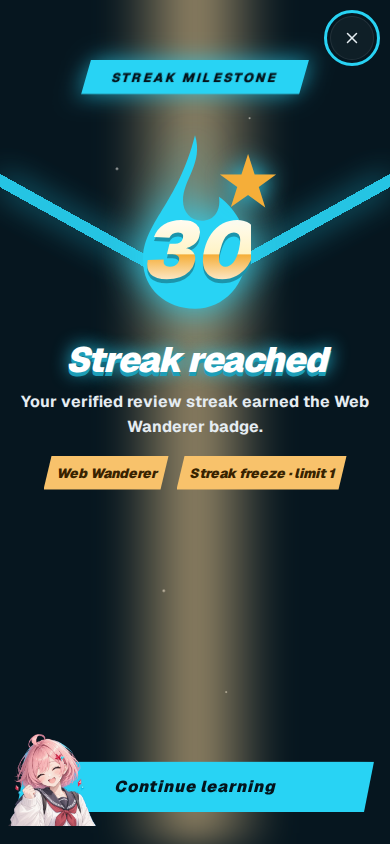 STREAK MILESTONE
30
Streak reached
Your verified review streak earned the Web
Wanderer badge.
Web Wanderer
Streak freeze · limit 1
Continue learning